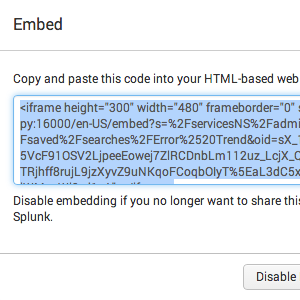 Embed
Copy and paste this code into your HTML-based web
<iframe height="300" width="480" frameborder="0" s
py:16000/en-US/embed?s=%2FservicesNS%2Fadmi
Fsaved%2Fsearches%2FError%2520Trend&oid=sX_
5VcF91OSV2LjpeeEowej7ZlRCDnbLm112uz_LcjX_C
TRjhff8rujL9jzXyvZ9uNKqoFCoqbOIyT%5EaL3dC5x
Disable embedding if you no longer want to share this
Splunk.
Disable